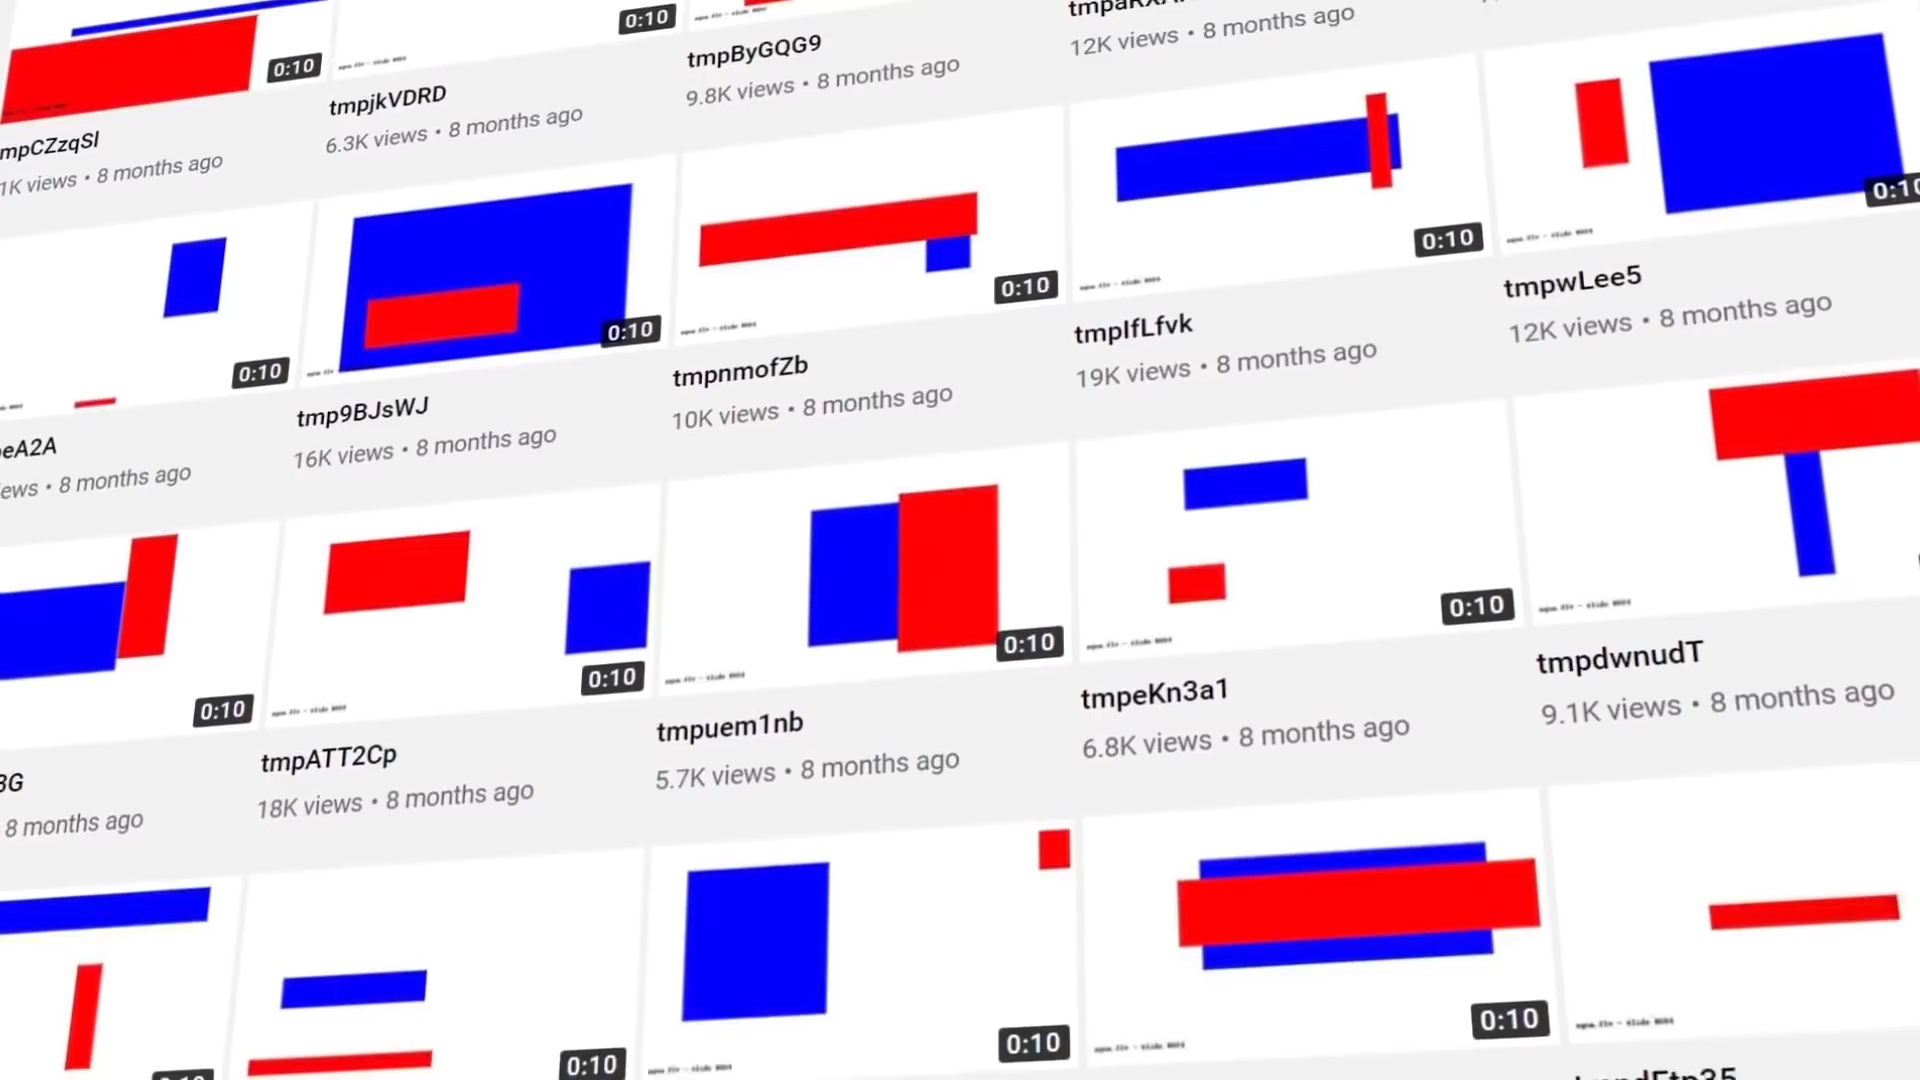 0:10
0:10
tmpByGQG9
9.8K views • 8 months ago
12K views • 8 months ago
mpCZzqSl
1K views • 8 months ago
tmpjkVDRD
6.3K views • 8 months ago
0:10
0:10
0:10
0:10
eA2A
ews • 8 months ago
tmp9BJsWJ
16K views • 8 months ago
tmpnmofZb
10K views • 8 months ago
tmpIfLfvk
19K views • 8 months ago
tmpwLee5
12K views • 8 months ago
0:10
0:10
0:10
0:10
0:10
3G
8 months ago
tmpATT2Cp
18K views • 8 months ago
tmpuem1nb
5.7K views • 8 months ago
tmpeKn3a1
6.8K views • 8 months ago
tmpdwnudT
9.1K views • 8 months ago
0:10
0:10
0:10